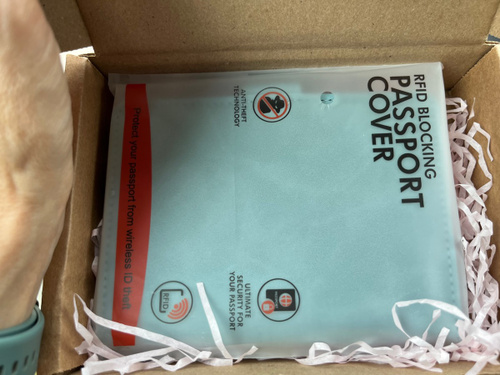 RFID BLOCKING
PASSPORT
COVER
ANTI-THEFT
TECHNOLOGY
ULTIMATE
SECURITY FOR
YOUR PASSPORT
RFID
Protect your passport from wireless ID theft